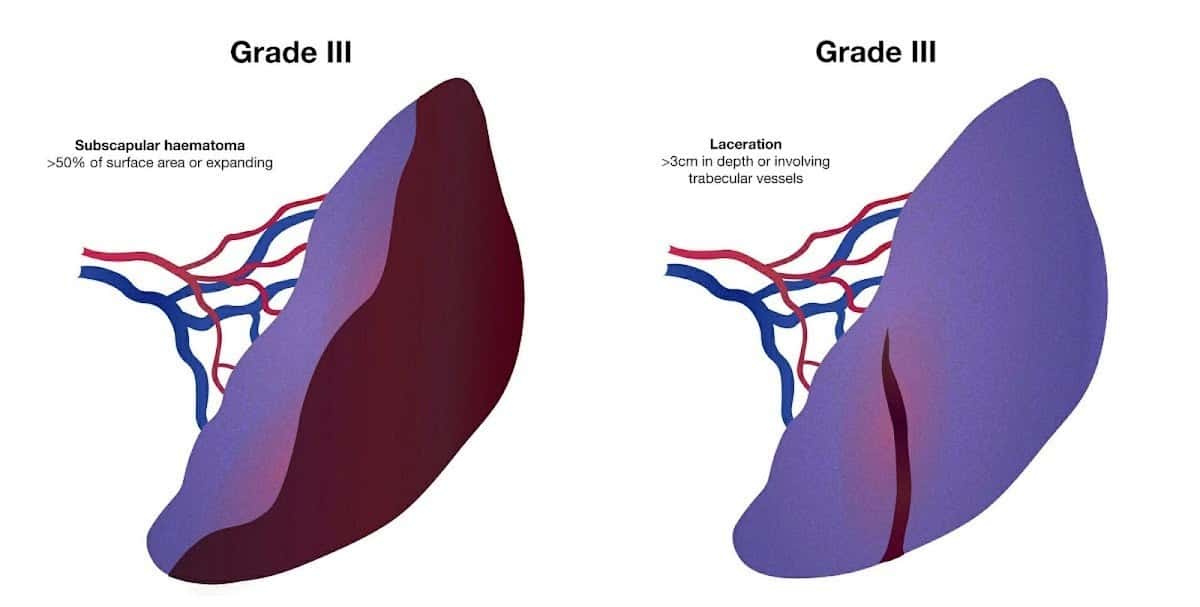 Grade III
Subscapular haematoma
>50% of surface area or expanding
Grade III
Laceration
>3cm in depth or involving
trabecular vessels